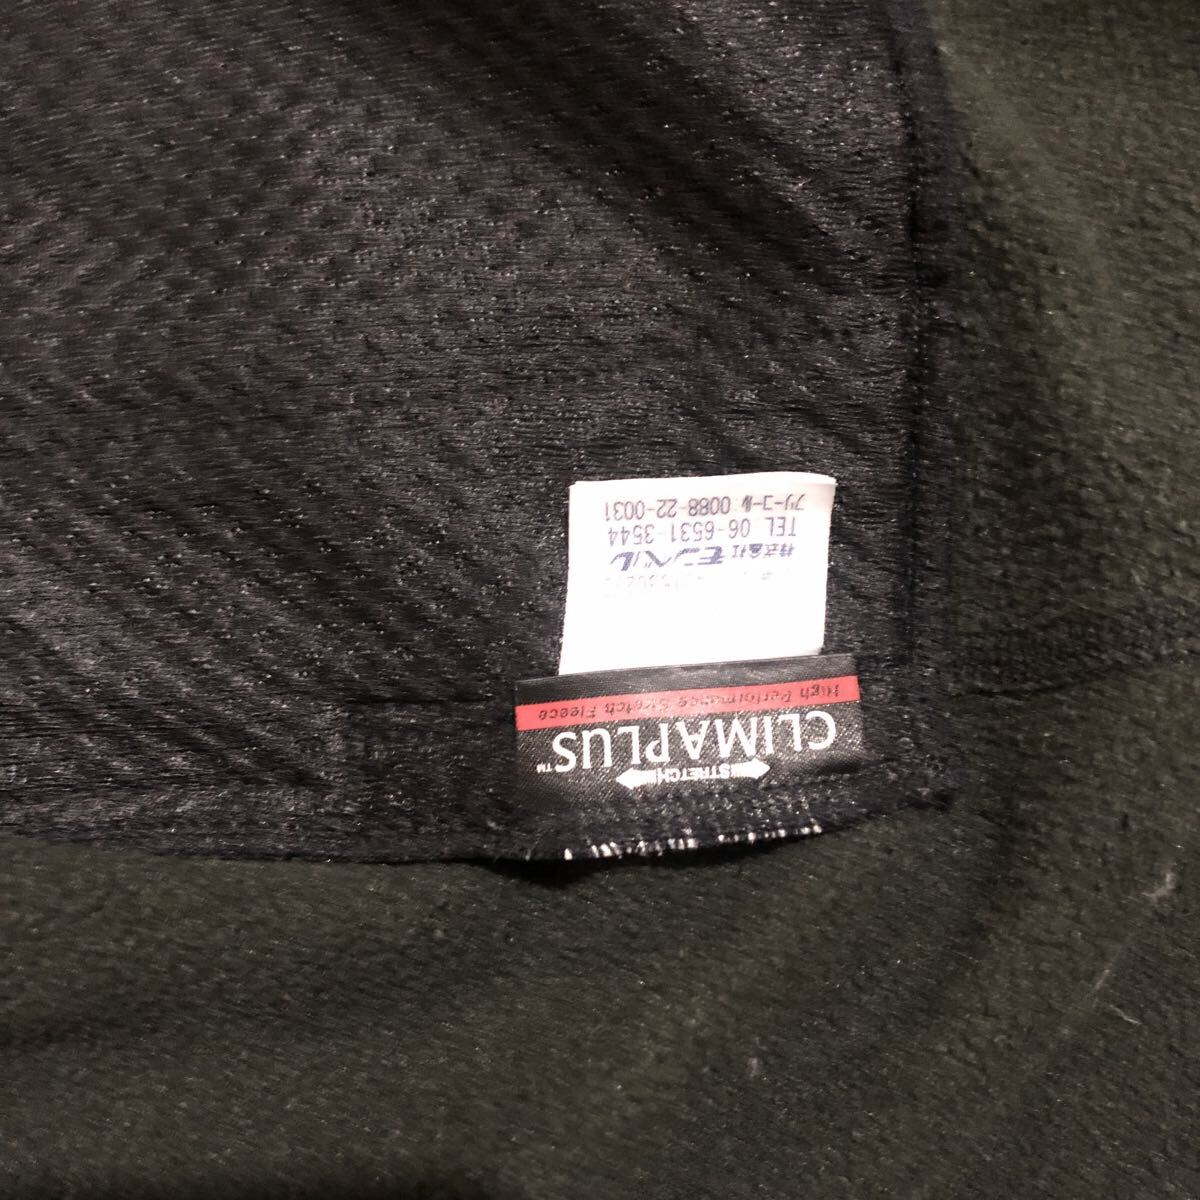 STRETCH
CLIMAPLUS™
High Performance Stretch Fleece
株式会社モンベル
TEL 06-6531-3544
フリーコール 0088-22-0031